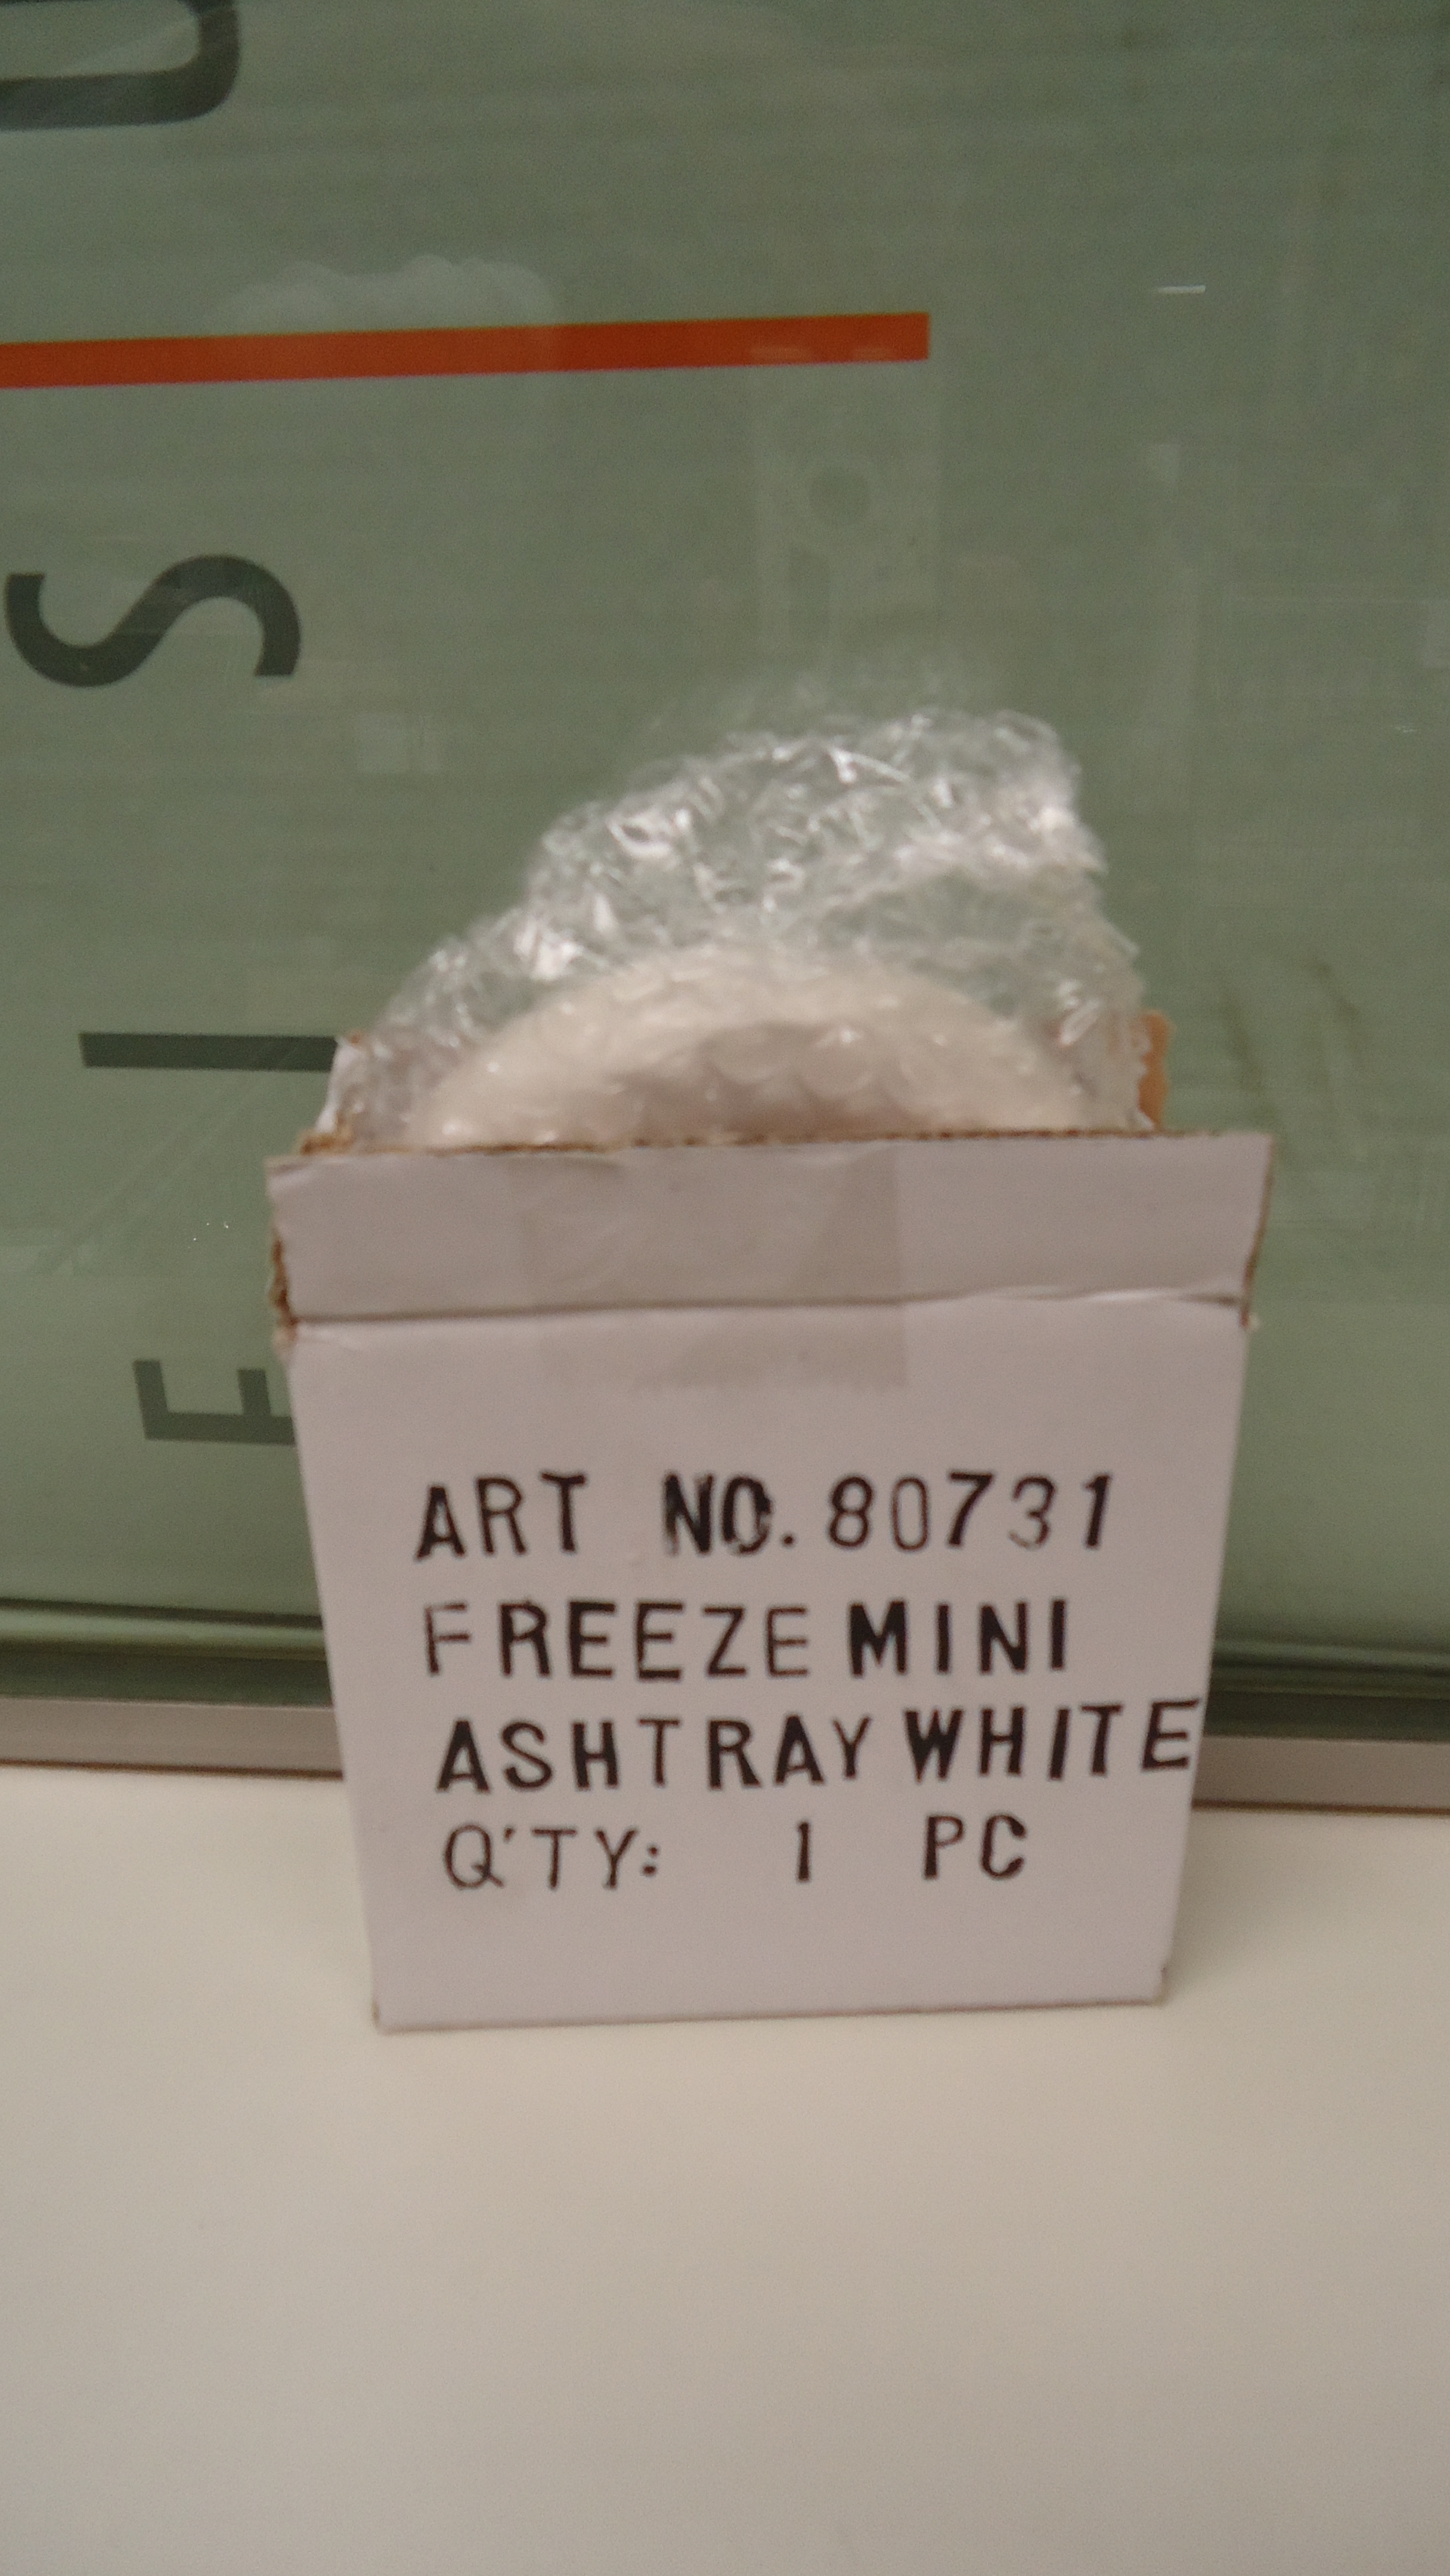 ART NO. 80731
FREEZE MINI
ASHTRAY WHITE
Q'TY: 1 PC